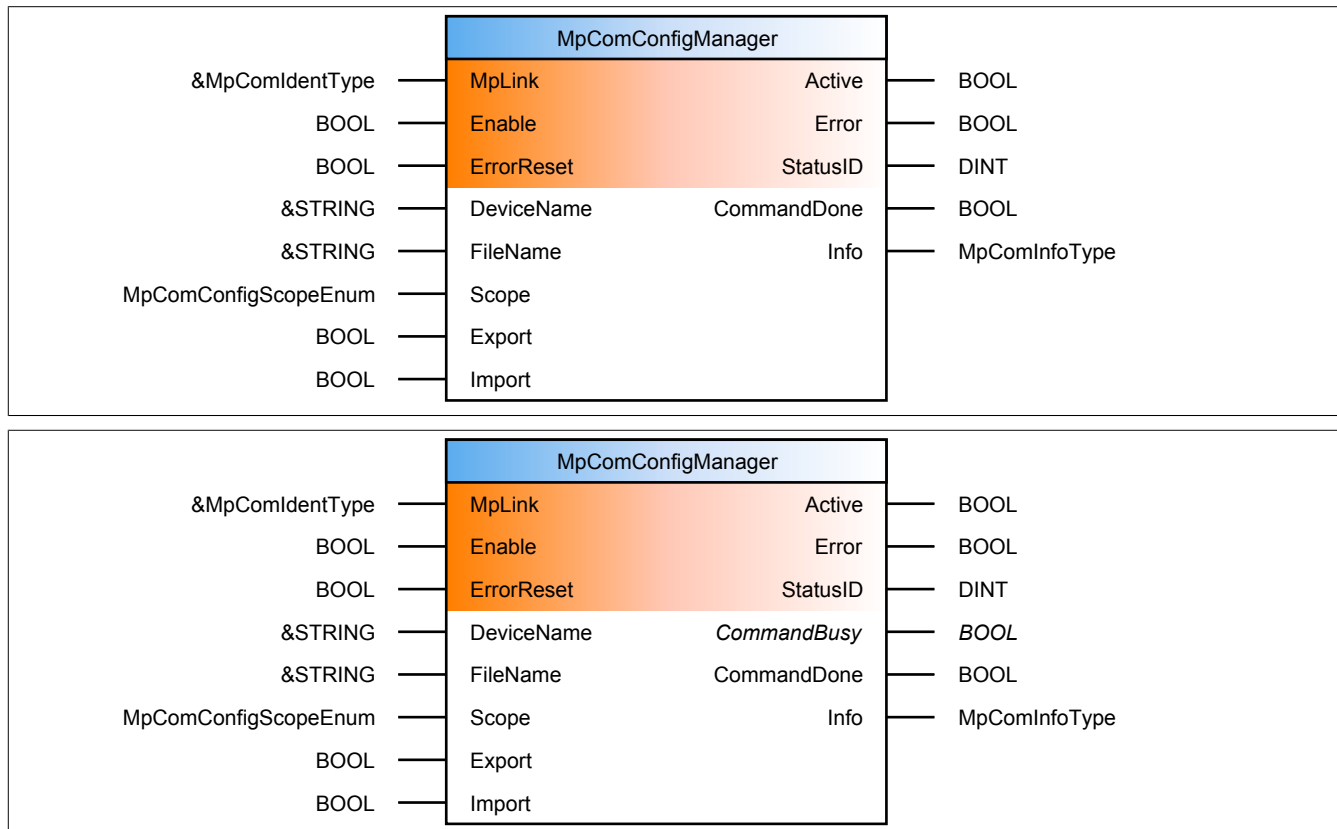 MpComConfigManager
&MpComIdentType MpLink Active BOOL
BOOL Enable Error BOOL
BOOL ErrorReset StatusID DINT
&STRING DeviceName CommandDone BOOL
&STRING FileName Info MpComInfoType
MpComConfigScopeEnum Scope
BOOL Export
BOOL Import
MpComConfigManager
&MpComIdentType MpLink Active BOOL
BOOL Enable Error BOOL
BOOL ErrorReset StatusID DINT
&STRING DeviceName CommandBusy BOOL
&STRING FileName CommandDone BOOL
MpComConfigScopeEnum Scope Info MpComInfoType
BOOL Export
BOOL Import